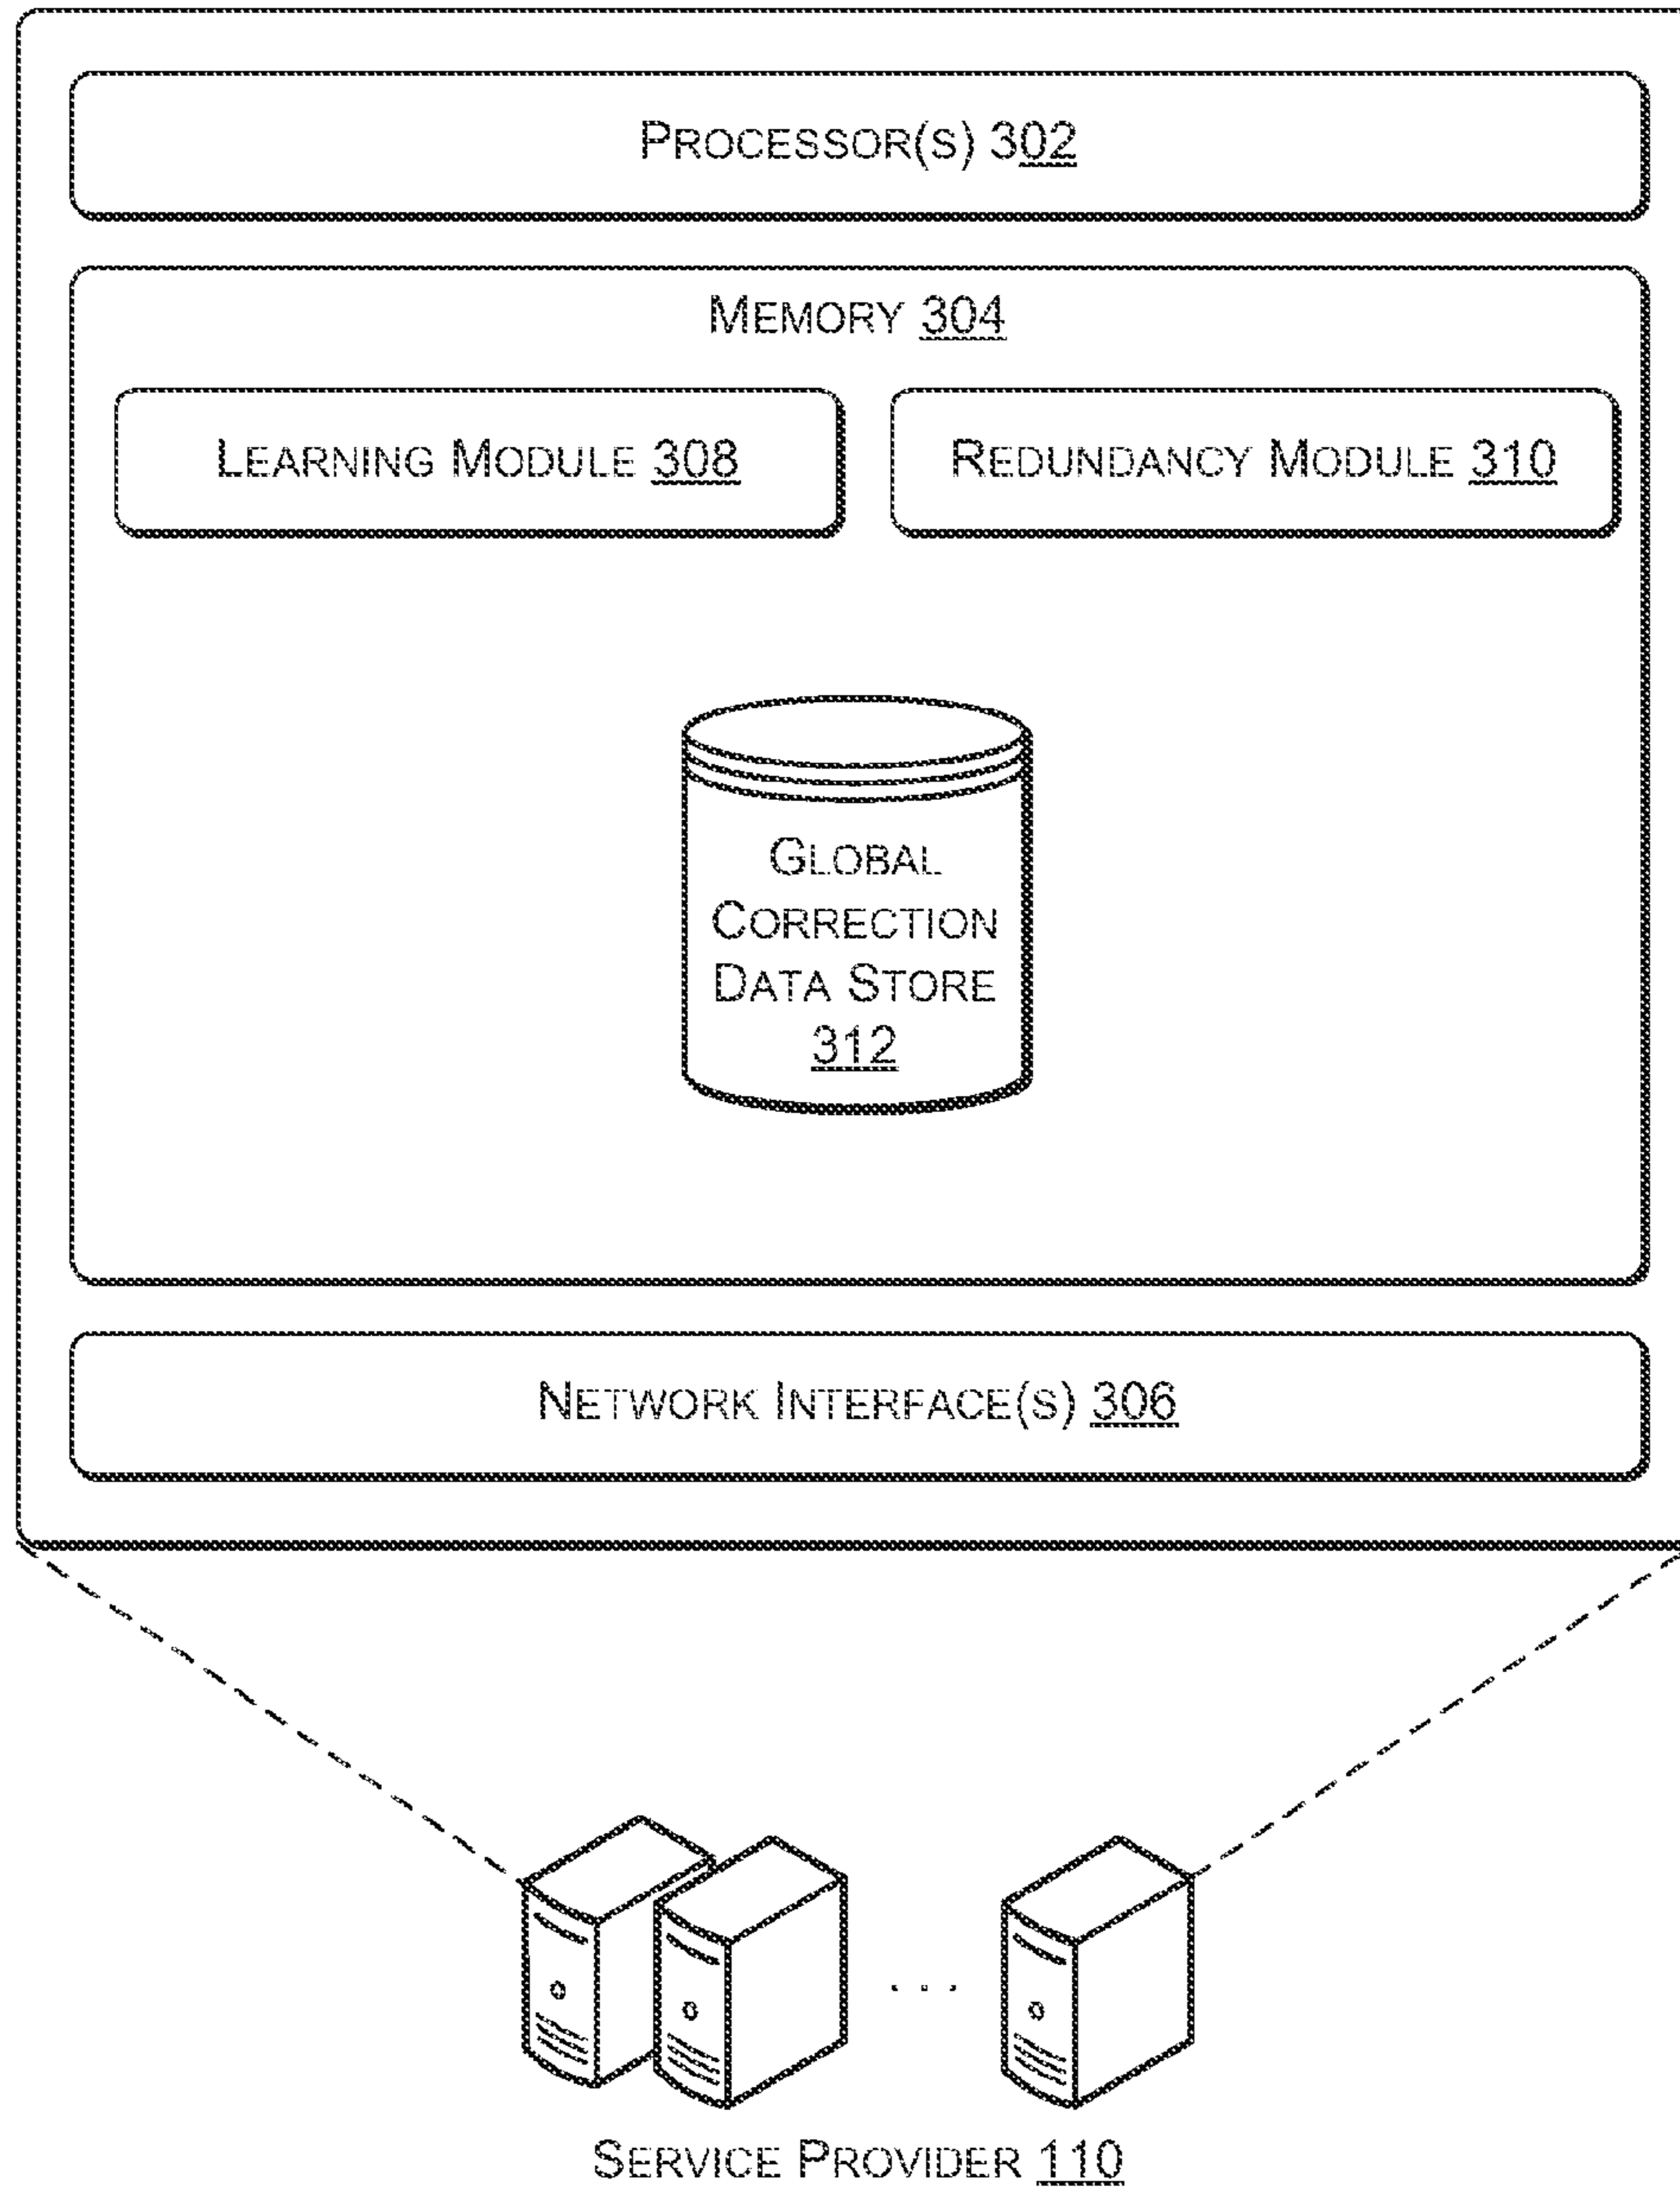 PROCESSOR(S) 302
MEMORY 304
LEARNING MODULE 308
REDUNDANCY MODULE 310
GLOBAL
CORRECTION
DATA STORE
312
NETWORK INTERFACE(S) 306
SERVICE PROVIDER 110